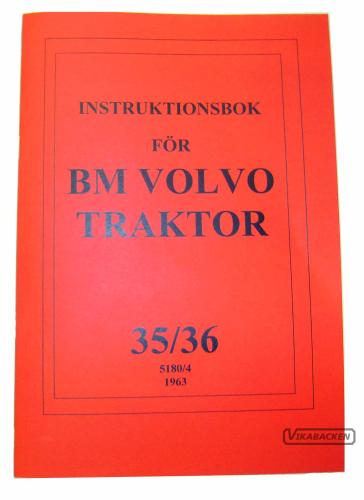 INSTRUKTIONSBOK
FÖR
BM VOLVO
TRAKTOR
35/36
5180/4
1963
VIKABACKEN